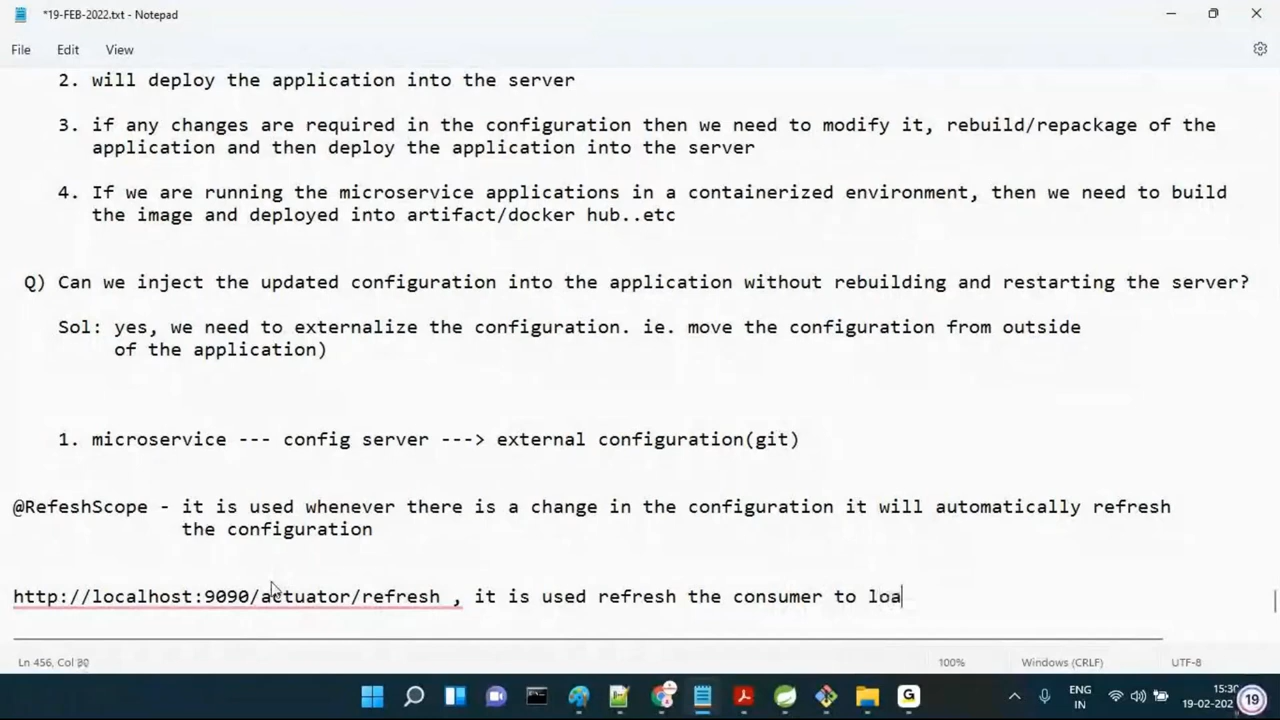 *19-FEB-2022.txt - Notepad
File Edit View
2. will deploy the application into the server
3. if any changes are required in the configuration then we need to modify it, rebuild/repackage of the
application and then deploy the application into the server
4. If we are running the microservice applications in a containerized environment, then we need to build
the image and deployed into artifact/docker hub..etc
Q) Can we inject the updated configuration into the application without rebuilding and restarting the server?
Sol: yes, we need to externalize the configuration. ie. move the configuration from outside
of the application)
1. microservice --- config server ---> external configuration(git)
@RefeshScope - it is used whenever there is a change in the configuration it will automatically refresh
the configuration
http://localhost:9090/actuator/refresh , it is used refresh the consumer to loa
Ln 456, Col 100% Windows (CRLF) UTF-8
ENG 15:30
IN 19-02-202 19